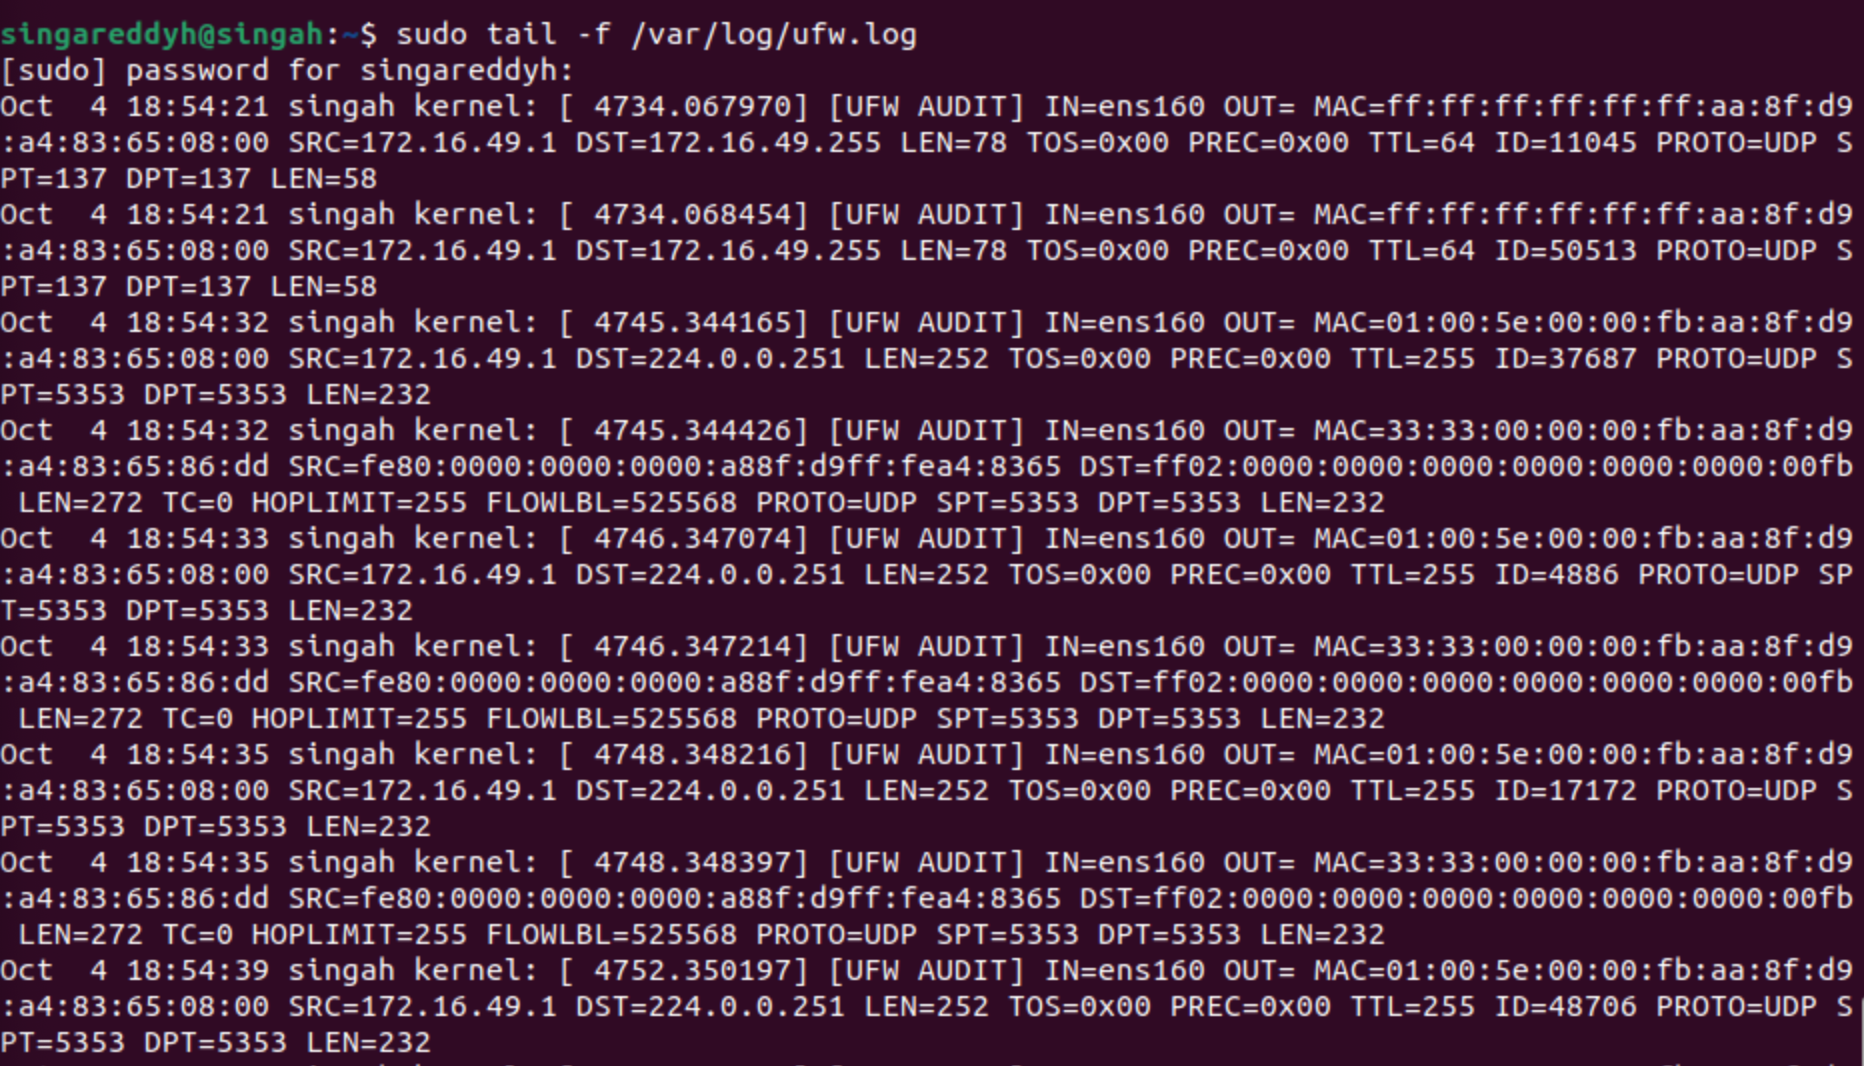 singareddyh@singah:~$ sudo tail -f /var/log/ufw.log
[sudo] password for singareddyh:
Oct  4 18:54:21 singah kernel: [ 4734.067970] [UFW AUDIT] IN=ens160 OUT= MAC=ff:ff:ff:ff:ff:ff:aa:8f:d9
:a4:83:65:08:00 SRC=172.16.49.1 DST=172.16.49.255 LEN=78 TOS=0x00 PREC=0x00 TTL=64 ID=11045 PROTO=UDP S
PT=137 DPT=137 LEN=58
Oct  4 18:54:21 singah kernel: [ 4734.068454] [UFW AUDIT] IN=ens160 OUT= MAC=ff:ff:ff:ff:ff:ff:aa:8f:d9
:a4:83:65:08:00 SRC=172.16.49.1 DST=172.16.49.255 LEN=78 TOS=0x00 PREC=0x00 TTL=64 ID=50513 PROTO=UDP S
PT=137 DPT=137 LEN=58
Oct  4 18:54:32 singah kernel: [ 4745.344165] [UFW AUDIT] IN=ens160 OUT= MAC=01:00:5e:00:00:fb:aa:8f:d9
:a4:83:65:08:00 SRC=172.16.49.1 DST=224.0.0.251 LEN=252 TOS=0x00 PREC=0x00 TTL=255 ID=37687 PROTO=UDP S
PT=5353 DPT=5353 LEN=232
Oct  4 18:54:32 singah kernel: [ 4745.344426] [UFW AUDIT] IN=ens160 OUT= MAC=33:33:00:00:00:fb:aa:8f:d9
:a4:83:65:86:dd SRC=fe80:0000:0000:0000:a88f:d9ff:fea4:8365 DST=ff02:0000:0000:0000:0000:0000:0000:00fb
 LEN=272 TC=0 HOPLIMIT=255 FLOWLBL=525568 PROTO=UDP SPT=5353 DPT=5353 LEN=232
Oct  4 18:54:33 singah kernel: [ 4746.347074] [UFW AUDIT] IN=ens160 OUT= MAC=01:00:5e:00:00:fb:aa:8f:d9
:a4:83:65:08:00 SRC=172.16.49.1 DST=224.0.0.251 LEN=252 TOS=0x00 PREC=0x00 TTL=255 ID=4886 PROTO=UDP SP
T=5353 DPT=5353 LEN=232
Oct  4 18:54:33 singah kernel: [ 4746.347214] [UFW AUDIT] IN=ens160 OUT= MAC=33:33:00:00:00:fb:aa:8f:d9
:a4:83:65:86:dd SRC=fe80:0000:0000:0000:a88f:d9ff:fea4:8365 DST=ff02:0000:0000:0000:0000:0000:0000:00fb
 LEN=272 TC=0 HOPLIMIT=255 FLOWLBL=525568 PROTO=UDP SPT=5353 DPT=5353 LEN=232
Oct  4 18:54:35 singah kernel: [ 4748.348216] [UFW AUDIT] IN=ens160 OUT= MAC=01:00:5e:00:00:fb:aa:8f:d9
:a4:83:65:08:00 SRC=172.16.49.1 DST=224.0.0.251 LEN=252 TOS=0x00 PREC=0x00 TTL=255 ID=17172 PROTO=UDP S
PT=5353 DPT=5353 LEN=232
Oct  4 18:54:35 singah kernel: [ 4748.348397] [UFW AUDIT] IN=ens160 OUT= MAC=33:33:00:00:00:fb:aa:8f:d9
:a4:83:65:86:dd SRC=fe80:0000:0000:0000:a88f:d9ff:fea4:8365 DST=ff02:0000:0000:0000:0000:0000:0000:00fb
 LEN=272 TC=0 HOPLIMIT=255 FLOWLBL=525568 PROTO=UDP SPT=5353 DPT=5353 LEN=232
Oct  4 18:54:39 singah kernel: [ 4752.350197] [UFW AUDIT] IN=ens160 OUT= MAC=01:00:5e:00:00:fb:aa:8f:d9
:a4:83:65:08:00 SRC=172.16.49.1 DST=224.0.0.251 LEN=252 TOS=0x00 PREC=0x00 TTL=255 ID=48706 PROTO=UDP S
PT=5353 DPT=5353 LEN=232